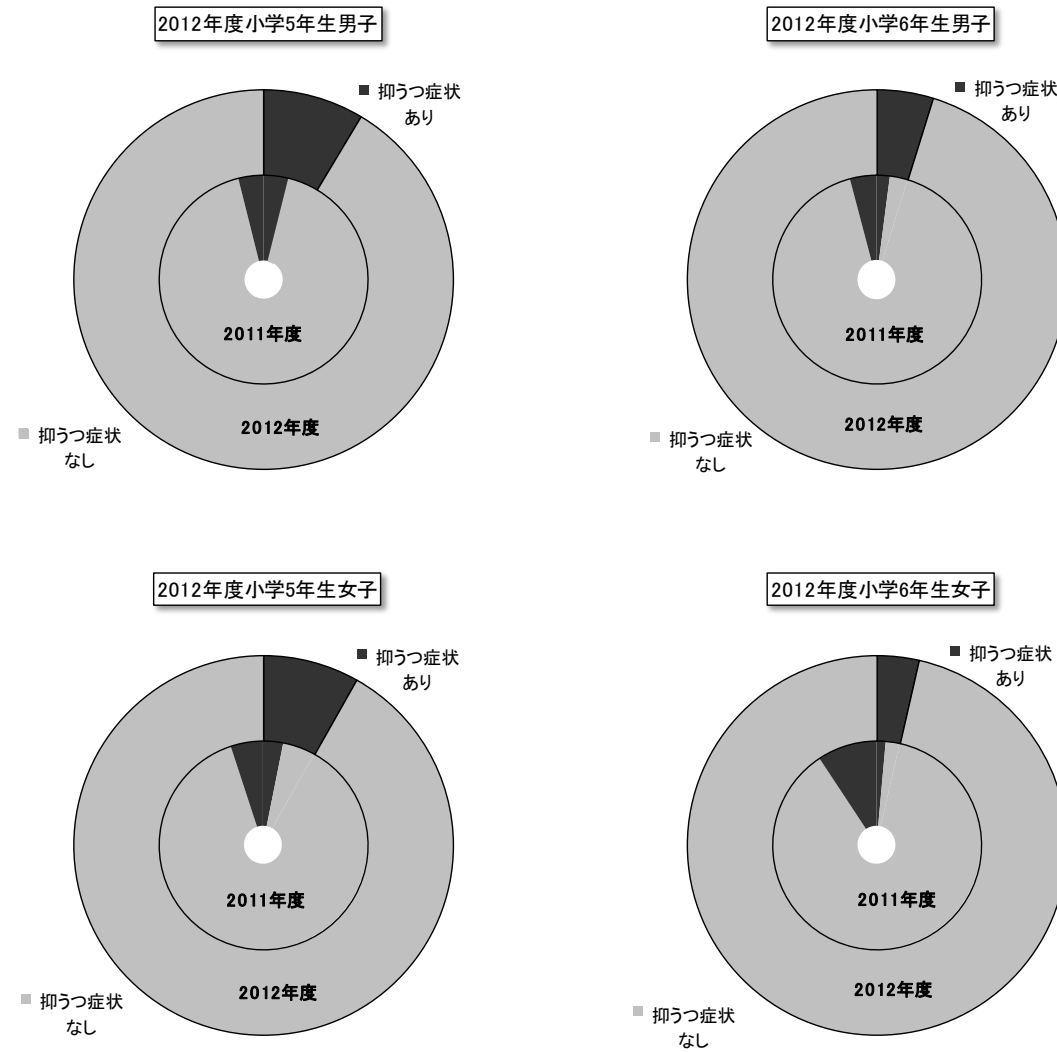 2012年度小学5年生男子
抑うつ症状
あり
2011年度
2012年度
抑うつ症状
なし
2012年度小学6年生男子
抑うつ症状
あり
2011年度
2012年度
抑うつ症状
なし
2012年度小学5年生女子
抑うつ症状
あり
2011年度
2012年度
抑うつ症状
なし
2012年度小学6年生女子
抑うつ症状
あり
2011年度
2012年度
抑うつ症状
なし